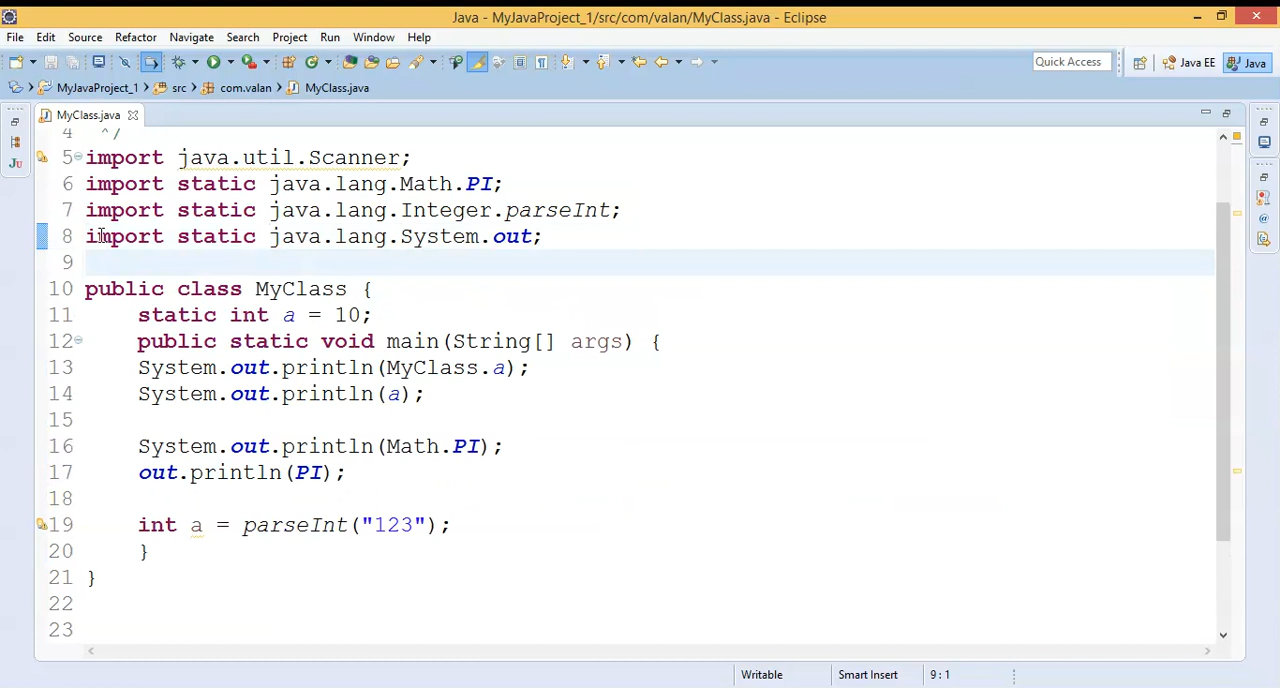 Java - MyJavaProject_1/src/com/valan/MyClass.java - Eclipse
File Edit Source Refactor Navigate Search Project Run Window Help
Quick Access Java EE Java
MyJavaProject_1 src com.valan MyClass.java
MyClass.java
4 */
5 import java.util.Scanner;
6 import static java.lang.Math.PI;
7 import static java.lang.Integer.parseInt;
8 import static java.lang.System.out;
9
10 public class MyClass {
11 static int a = 10;
12 public static void main(String[] args) {
13 System.out.println(MyClass.a);
14 System.out.println(a);
15
16 System.out.println(Math.PI);
17 out.println(PI);
18
19 int a = parseInt("123");
20 }
21 }
22
23
Writable Smart Insert 9 : 1